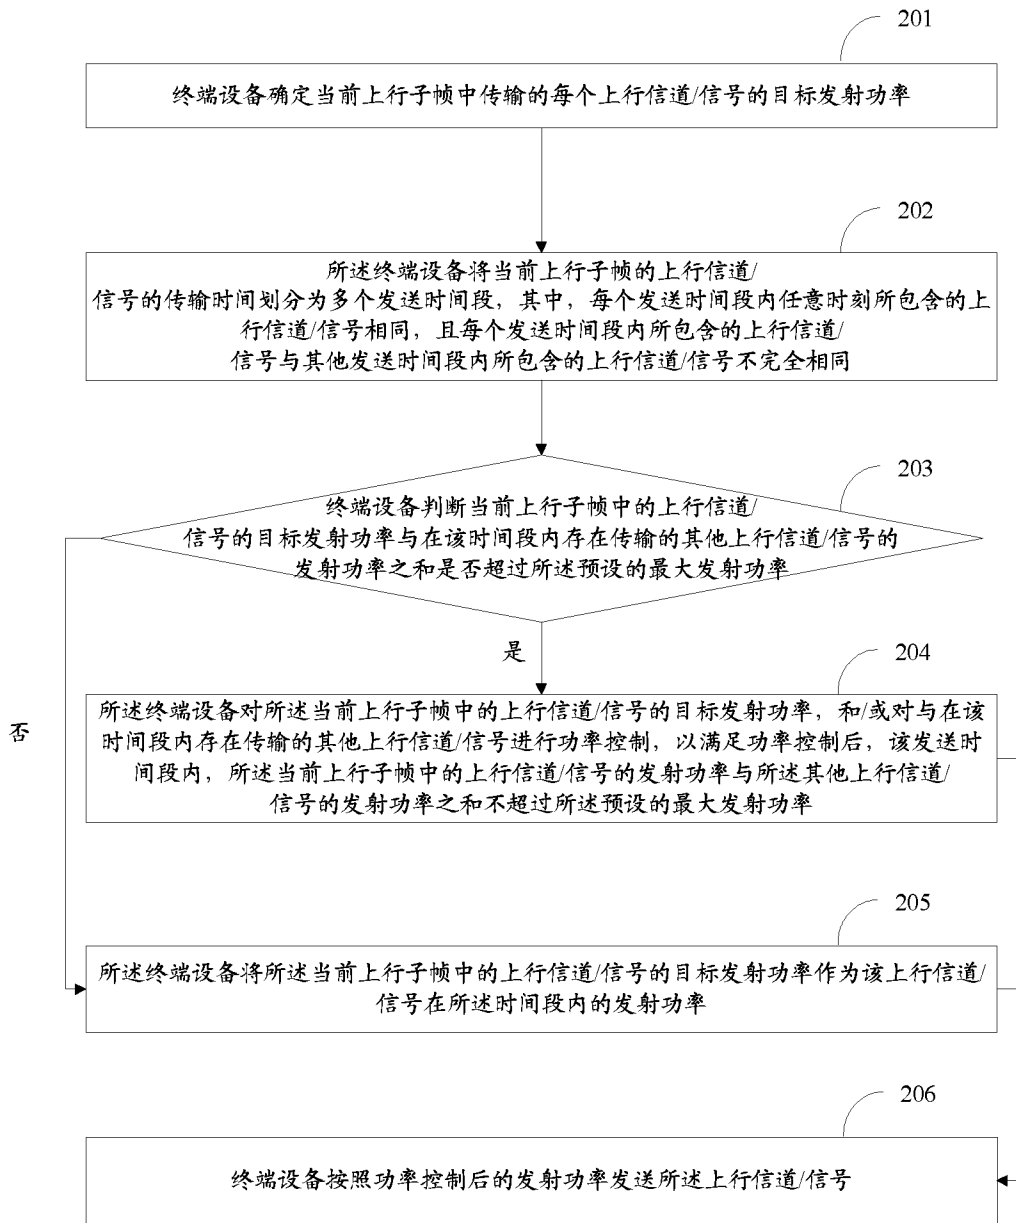 201
终端设备确定当前上行子帧中传输的每个上行信道/信号的目标发射功率
202
所述终端设备将当前上行子帧的上行信道/
信号的传输时间划分为多个发送时间段，其中，每个发送时间段内任意时刻所包含的上
行信道/信号相同，且每个发送时间段内所包含的上行信道/
信号与其他发送时间段内所包含的上行信道/信号不完全相同
203
终端设备判断当前上行子帧中的上行信道/
信号的目标发射功率与在该时间段内存在传输的其他上行信道/信号的
发射功率之和是否超过所述预设的最大发射功率
是
204
所述终端设备对所述当前上行子帧中的上行信道/信号的目标发射功率，和/或对与在该
时间段内存在传输的其他上行信道/信号进行功率控制，以满足功率控制后，该发送时
间段内，所述当前上行子帧中的上行信道/信号的发射功率与所述其他上行信道/
信号的发射功率之和不超过所述预设的最大发射功率
否
205
所述终端设备将所述当前上行子帧中的上行信道/信号的目标发射功率作为该上行信道/
信号在所述时间段内的发射功率
206
终端设备按照功率控制后的发射功率发送所述上行信道/信号